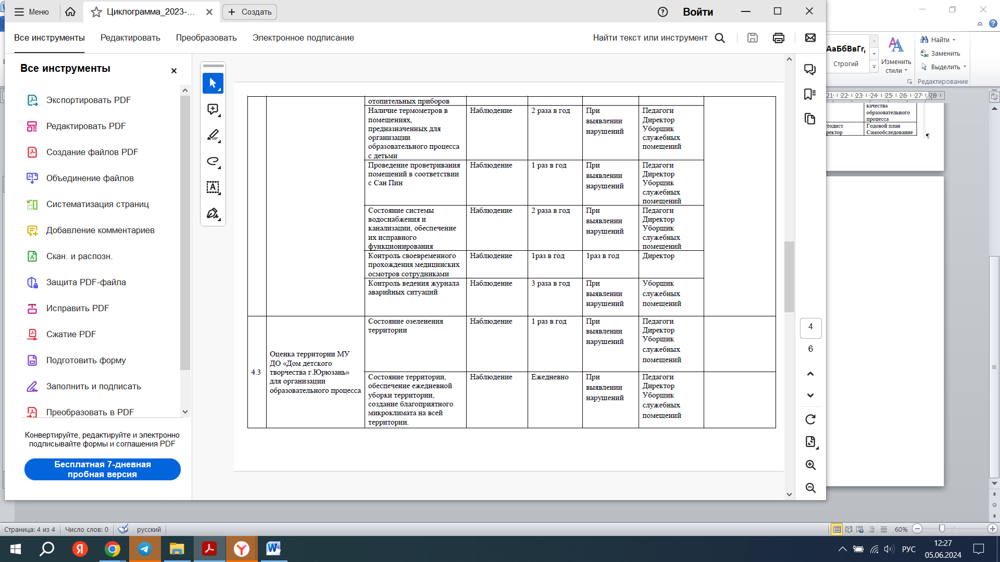 Меню
Циклограмма_2023-...
Создать
Войти
Все инструменты
Редактировать
Преобразовать
Электронное подписание
Найти текст или инструмент
Все инструменты
Экспортировать PDF
Редактировать PDF
Создание файлов PDF
Объединение файлов
Систематизация страниц
Добавление комментариев
Скан. и распозн.
Защита PDF-файла
Исправить PDF
Сжатие PDF
Подготовить форму
Заполнить и подписать
Преобразовать в PDF
Конвертируйте, редактируйте и электронно
подписывайте формы и соглашения PDF
Бесплатная 7-дневная
пробная версия
отопительных приборов
Наличие термометров в
помещениях,
предназначенных для
организации
образовательного процесса
с детьми
Наблюдение
2 раза в год
При
выявлении
нарушений
Педагоги
Директор
Уборщик
служебных
помещений
Проведение проветривания
помещений в соответствии
с Сан Пин
Наблюдение
1 раз в год
При
выявлении
нарушений
Педагоги
Директор
Уборщик
служебных
помещений
Состояние системы
водоснабжения и
канализации, обеспечение
их исправного
функционирования
Наблюдение
2 раза в год
При
выявлении
нарушений
Педагоги
Директор
Уборщик
служебных
помещений
Контроль своевременного
прохождения медицинских
осмотров сотрудниками
Наблюдение
1раз в год
1раз в год
Директор
Контроль ведения журнала
аварийных ситуаций
Наблюдение
3 раза в год
При
выявлении
нарушений
Уборщик
служебных
помещений
4.3
Оценка территории МУ
ДО «Дом детского
творчества г.Юрюзань»
для организации
образовательного процесса
Состояние озеленения
территории
Наблюдение
1 раз в год
При
выявлении
нарушений
Педагоги
Директор
Уборщик
служебных
помещений
Состояние территории,
обеспечение ежедневной
уборки территории,
создание благоприятного
микроклимата на всей
территории.
Наблюдение
Ежедневно
При
выявлении
нарушений
Педагоги
Директор
Уборщик
служебных
помещений
4
6
АаБбВвГг
Строгий
Изменить
стили
Найти
Заменить
Выделить
Редактирование
21 22 23 24 25 26 27 28
качества
образовательного
процесса
Годовой план
Самообследование
¶
Страница: 4 из 4
Число слов: 0
русский
60%
РУС
12:27
05.06.2024